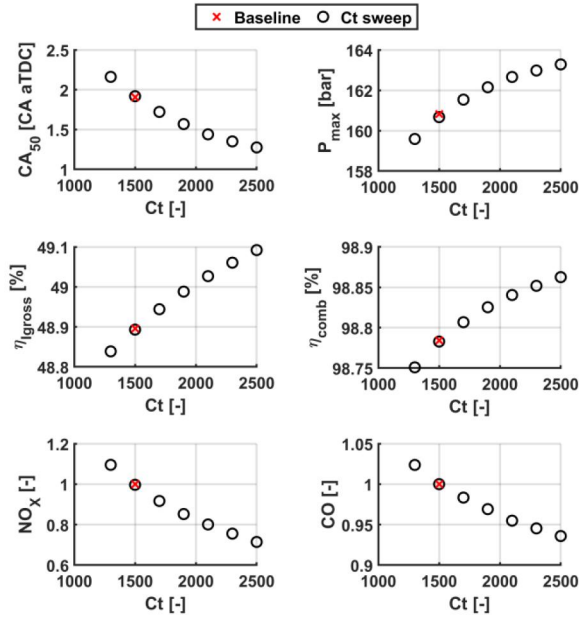 Baseline Ct sweep
CA50 [CA aTDC]
2.5
2
1.5
1
1000 1500 2000 2500
Ct [-]
Pmax [bar]
164
162
160
158
1000 1500 2000 2500
Ct [-]
ηIgross [%]
49.1
49
48.9
48.8
1000 1500 2000 2500
Ct [-]
ηcomb [%]
98.9
98.85
98.8
98.75
1000 1500 2000 2500
Ct [-]
NOX [-]
1.2
1
0.8
0.6
1000 1500 2000 2500
Ct [-]
CO [-]
1.05
1
0.95
0.9
1000 1500 2000 2500
Ct [-]